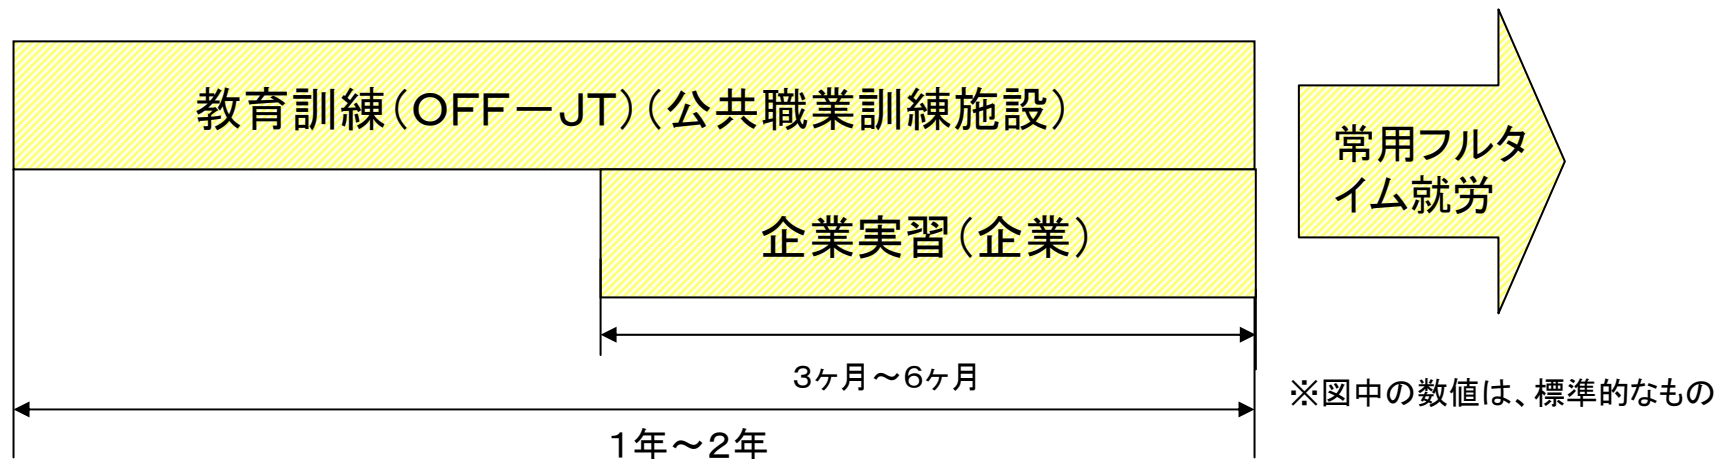 教育訓練(OFF－JT)(公共職業訓練施設)
常用フルタ
イム就労
企業実習(企業)
3ヶ月～6ヶ月
※図中の数値は、標準的なもの
1年～2年